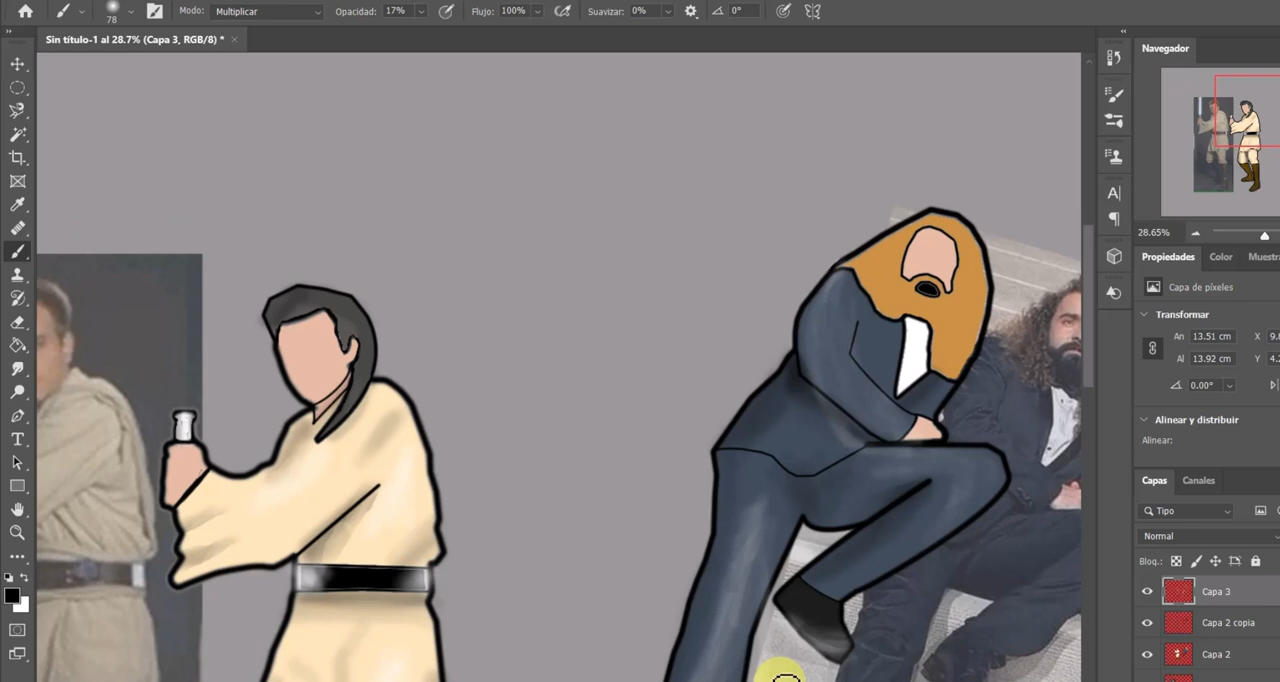 78
Modo: Multiplicar Opacidad: 17% Flujo: 100% Suavizar: 0% 0°
Sin título-1 al 28.7% (Capa 3, RGB/8) *
Navegador
28.65%
Propiedades Color
Capa de píxeles
Transformar
An 13.51 cm X
Al 13.92 cm Y
0.00°
Alinear y distribuir
Alinear:
Capas Canales
Tipo
Normal
Bloq.:
Capa 3
Capa 2 copia
Capa 2